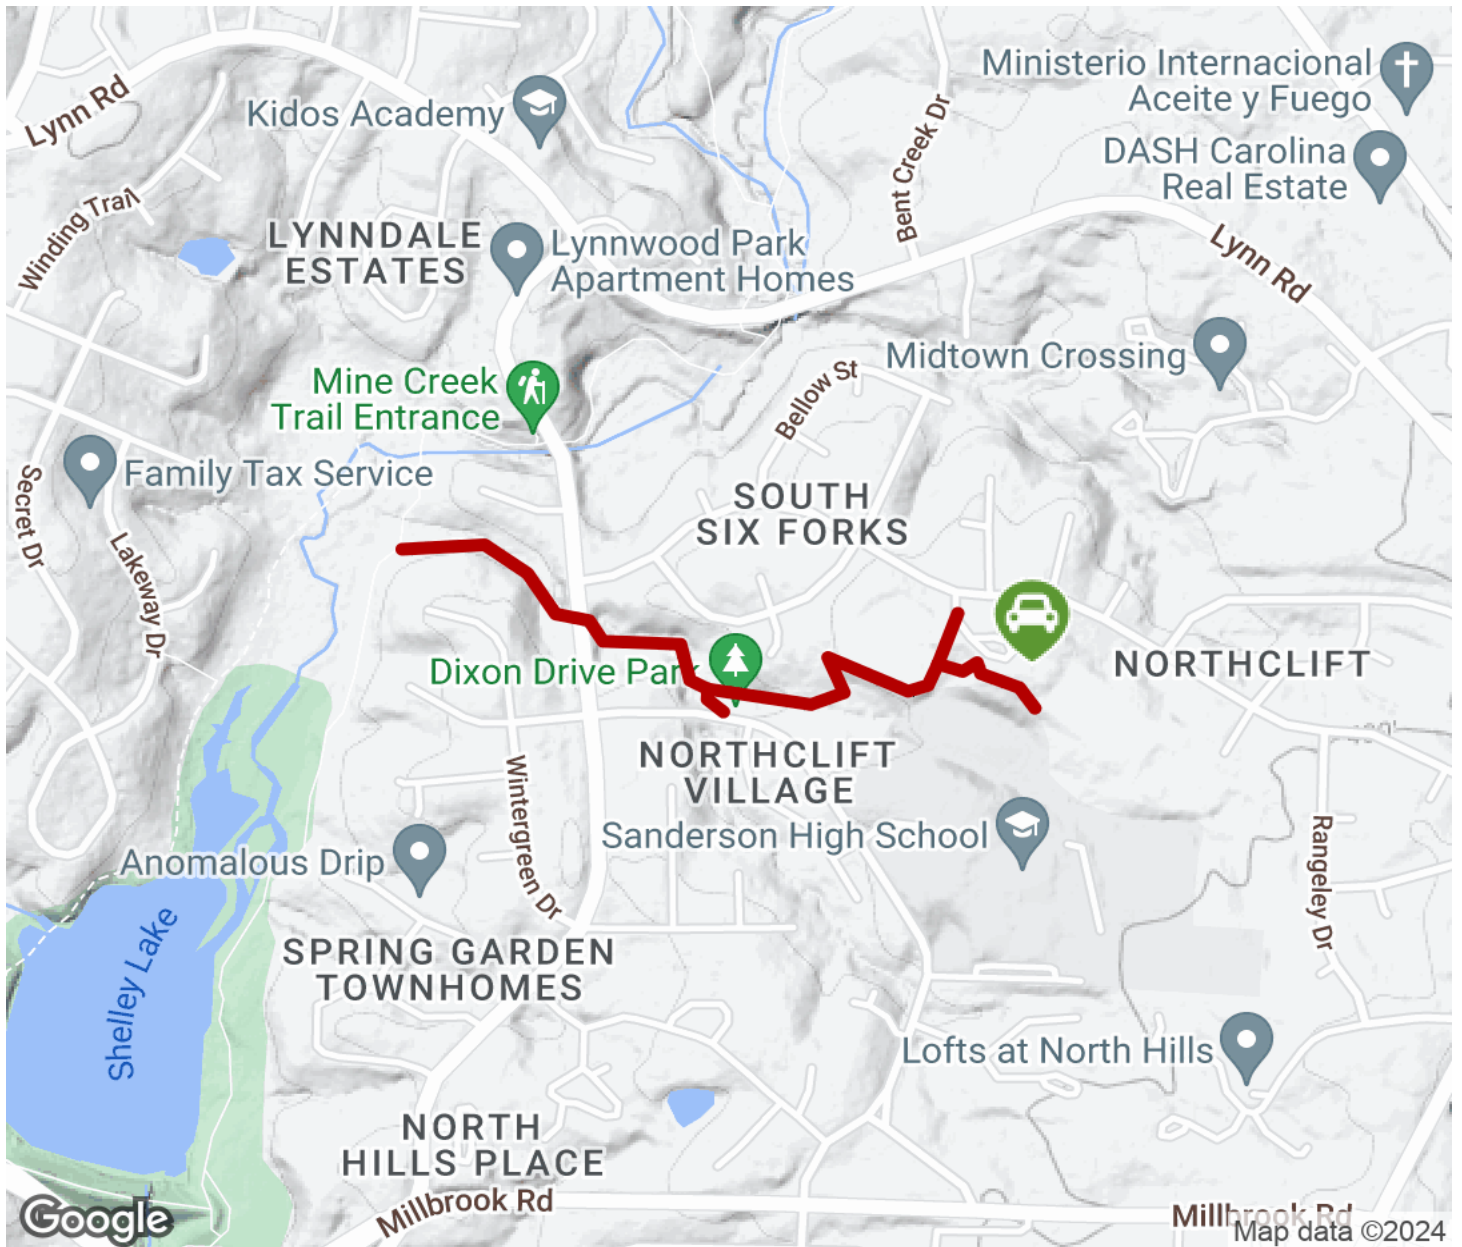 Ministerio Internacional
Aceite y Fuego
Lynn Rd
Kidos Academy
Bent Creek Dr
DASH Carolina
Real Estate
Winding Trail
LYNNDALE
ESTATES
Lynnwood Park
Apartment Homes
Lynn Rd
Midtown Crossing
Mine Creek
Trail Entrance
Bellow St
Family Tax Service
Secret Dr
SOUTH
SIX FORKS
Lakeway Dr
Dixon Drive Park
NORTHCLIFT
NORTHCLIFT
VILLAGE
Wintergreen Dr
Sanderson High School
Rangeley Dr
Anomalous Drip
Shelley Lake
SPRING GARDEN
TOWNHOMES
Lofts at North Hills
NORTH
HILLS PLACE
Millbrook Rd
Millbrook Rd
Google
Map data ©2024